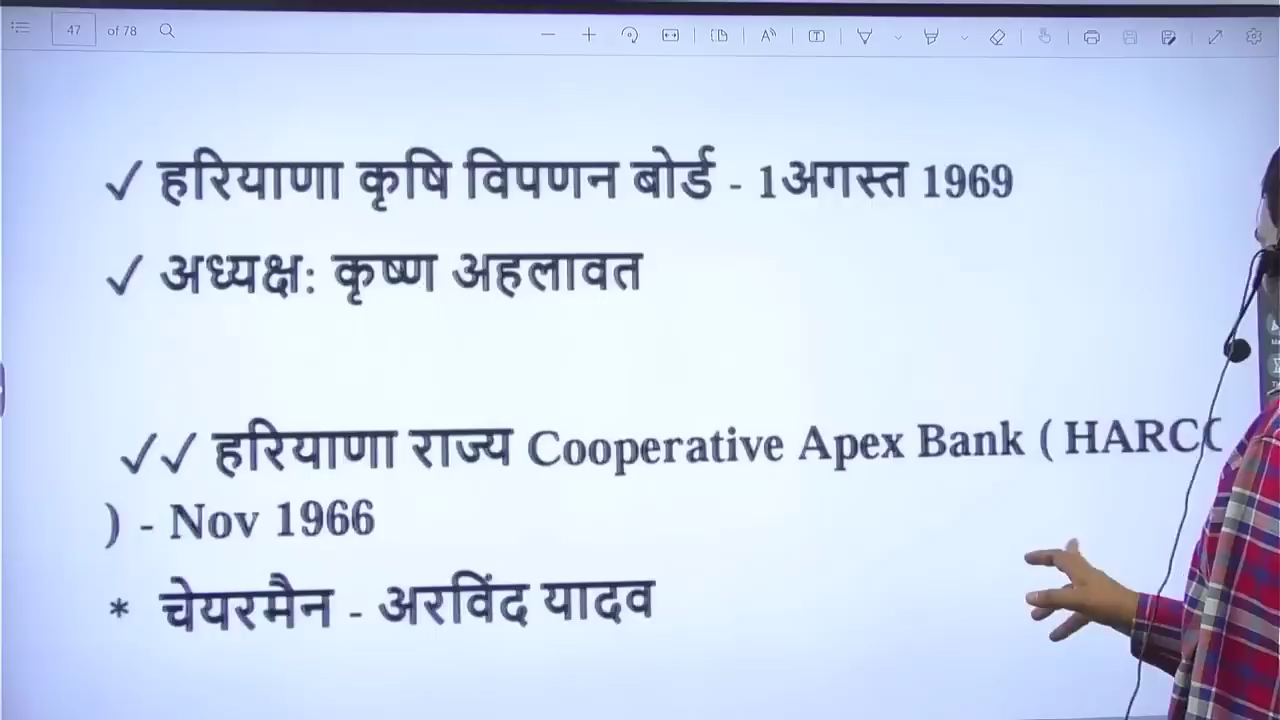 47 of 78
✓ हरियाणा कृषि विपणन बोर्ड - 1अगस्त 1969
✓ अध्यक्ष: कृष्ण अहलावत
✓✓ हरियाणा राज्य Cooperative Apex Bank ( HARCC
) - Nov 1966
* चेयरमैन - अरविंद यादव